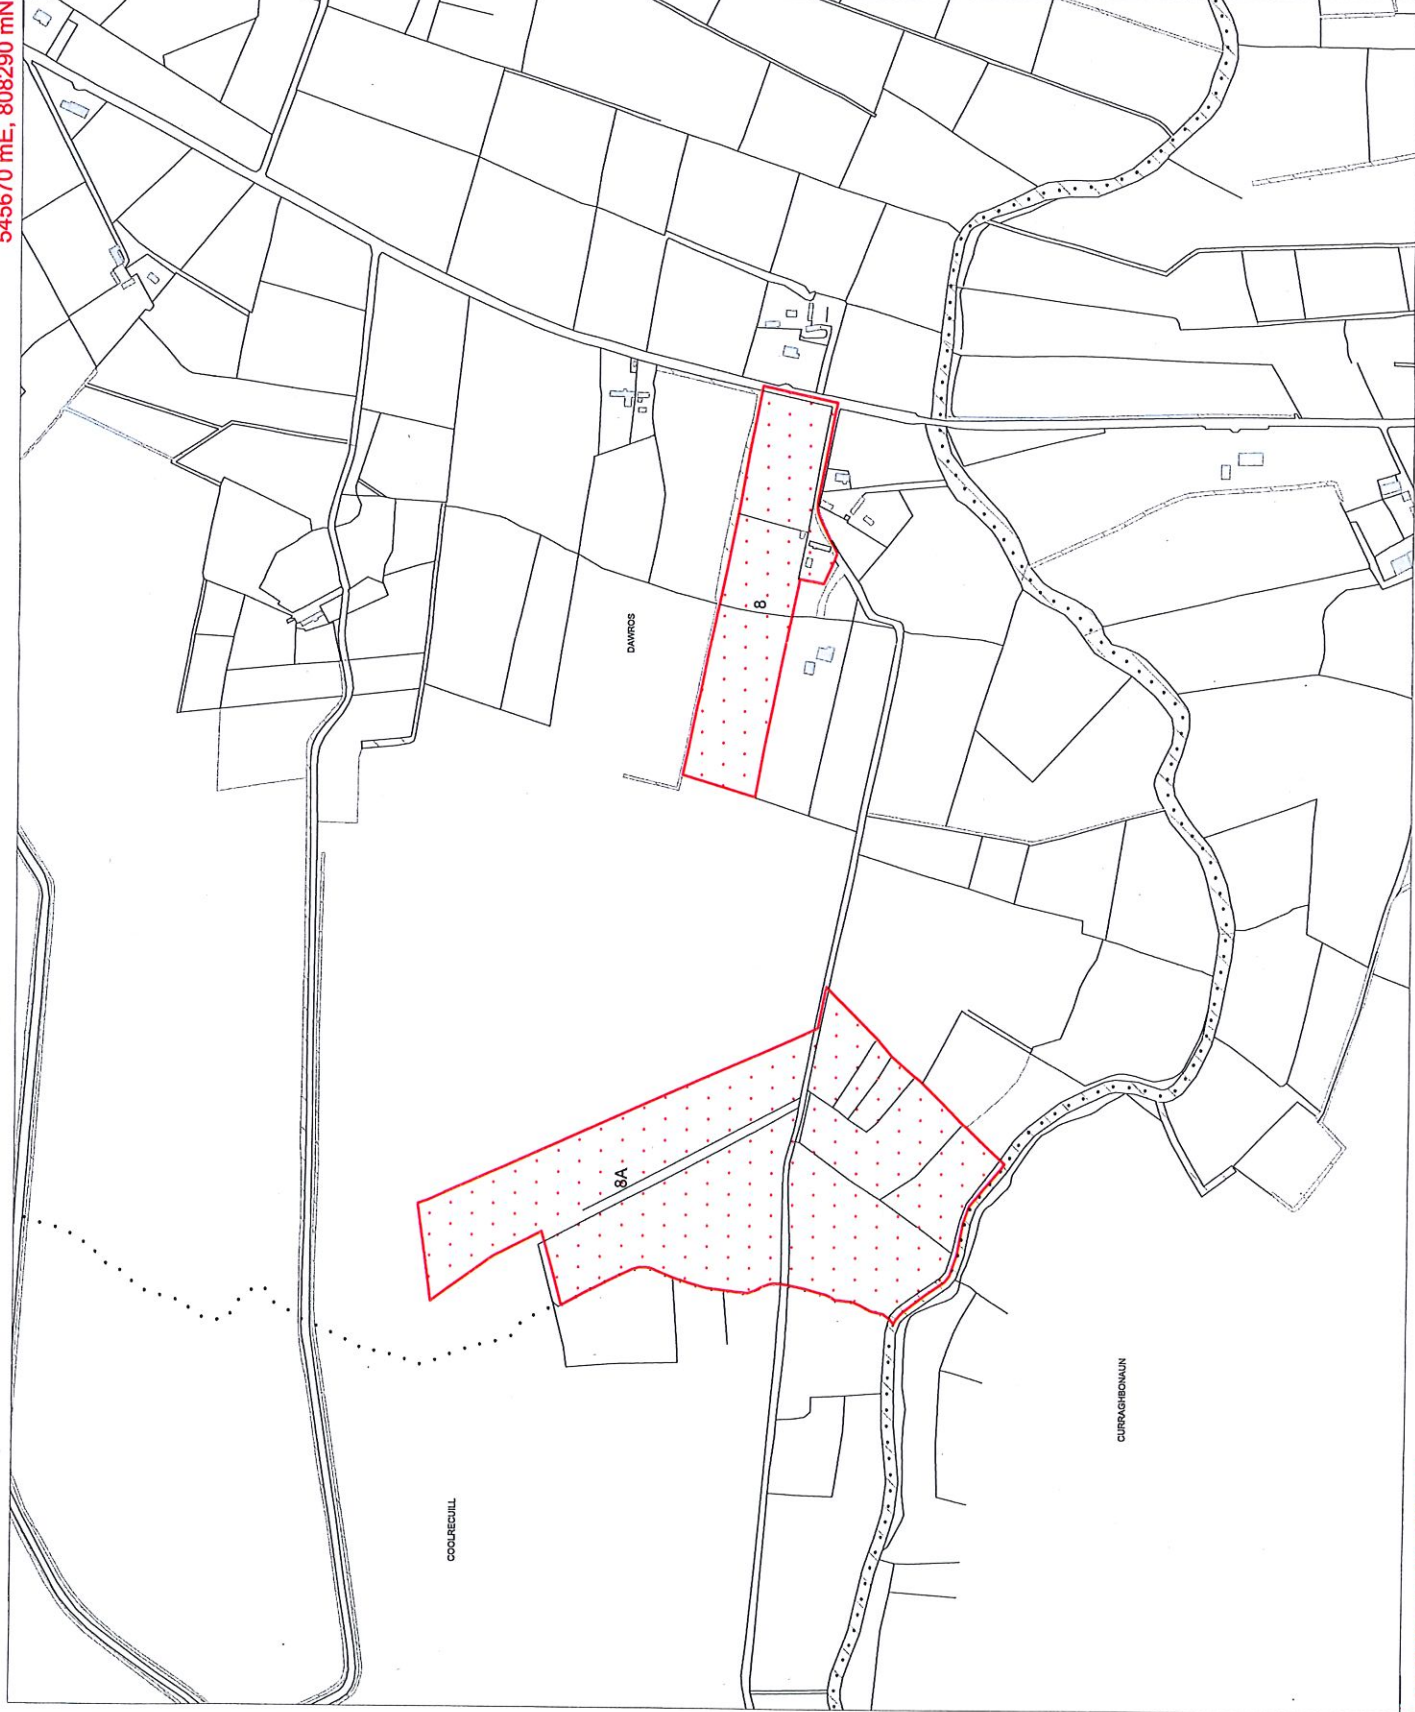 545670 mE, 808290 mN
DAWROS
8
8A
COOLRECUILL
CURRAGHBONAUN